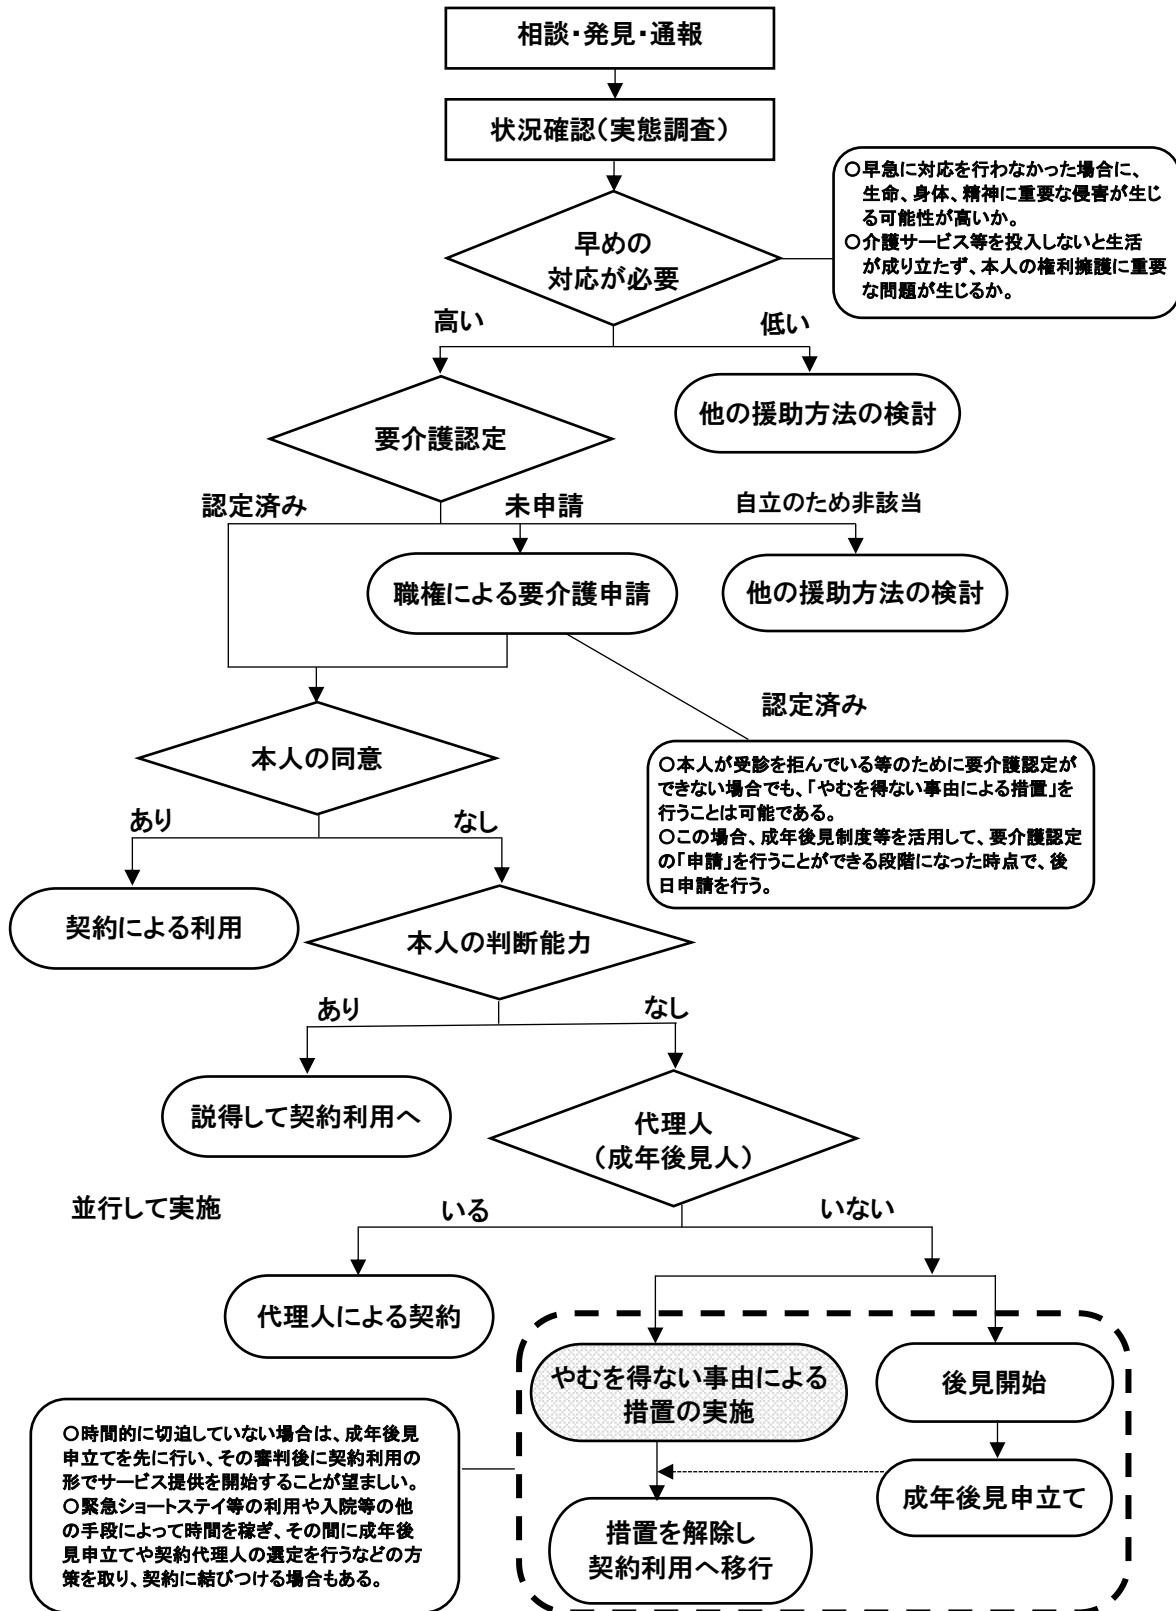 相談・発見・通報
状況確認（実態調査）
○早急に対応を行わなかった場合に、
生命、身体、精神に重要な侵害が生じ
る可能性が高いか。
○介護サービス等を投入しないと生活
が成り立たず、本人の権利擁護に重要
な問題が生じるか。
早めの
対応が必要
高い
低い
他の援助方法の検討
要介護認定
認定済み
未申請
自立のため非該当
職権による要介護申請
他の援助方法の検討
認定済み
本人の同意
○本人が受診を拒んでいる等のために要介護認定が
できない場合でも、「やむを得ない事由による措置」を
行うことは可能である。
○この場合、成年後見制度等を活用して、要介護認定
の「申請」を行うことができる段階になった時点で、後
日申請を行う。
あり
なし
契約による利用
本人の判断能力
あり
なし
説得して契約利用へ
代理人
（成年後見人）
並行して実施
いる
いない
代理人による契約
やむを得ない事由による
措置の実施
後見開始
○時間的に切迫していない場合は、成年後見
申立てを先に行い、その審判後に契約利用の
形でサービス提供を開始することが望ましい。
○緊急ショートステイ等の利用や入院等の他
の手段によって時間を稼ぎ、その間に成年後
見申立てや契約代理人の選定を行うなどの方
策を取り、契約に結びつける場合もある。
成年後見申立て
措置を解除し
契約利用へ移行